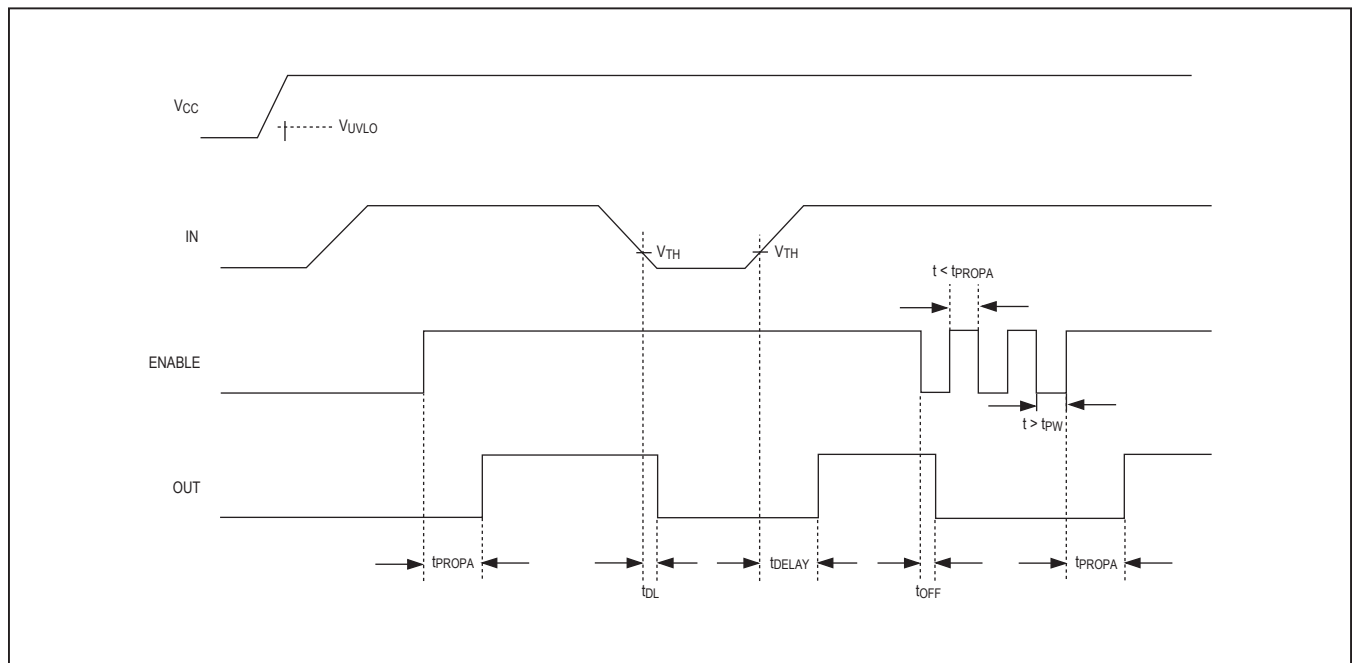 VCC
VUVLO
IN
VTH
VTH
t < tPROPA
ENABLE
t > tPW
OUT
tPROPA
tDL
tDELAY
tOFF
tPROPA